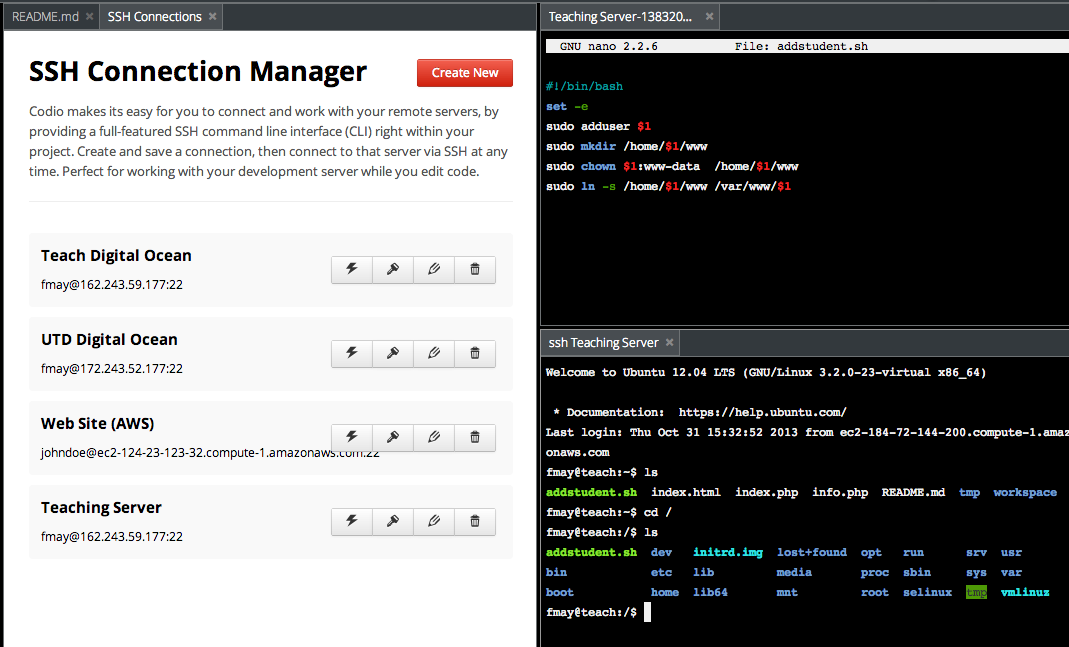 README.md
SSH Connections
SSH Connection Manager
Create New
Codio makes its easy for you to connect and work with your remote servers, by
providing a full-featured SSH command line interface (CLI) right within your
project. Create and save a connection, then connect to that server via SSH at any
time. Perfect for working with your development server while you edit code.
Teach Digital Ocean
fmay@162.243.59.177:22
UTD Digital Ocean
fmay@172.243.52.177:22
Web Site (AWS)
johndoe@ec2-124-23-123-32.compute-1.amazonaws.com:22
Teaching Server
fmay@162.243.59.177:22
Teaching Server-138320...
GNU nano 2.2.6 File: addstudent.sh
#!/bin/bash
set -e
sudo adduser $1
sudo mkdir /home/$1/www
sudo chown $1:www-data /home/$1/www
sudo ln -s /home/$1/www /var/www/$1
ssh Teaching Server
Welcome to Ubuntu 12.04 LTS (GNU/Linux 3.2.0-23-virtual x86_64)
* Documentation: https://help.ubuntu.com/
Last login: Thu Oct 31 15:32:52 2013 from ec2-184-72-144-200.compute-1.amaz
onaws.com
fmay@teach:~$ ls
addstudent.sh index.html index.php info.php README.md tmp workspace
fmay@teach:~$ cd /
fmay@teach:/$ ls
addstudent.sh dev initrd.img lost+found opt run srv usr
bin etc lib media proc sbin sys var
boot home lib64 mnt root selinux tmp vmlinuz
fmay@teach:/$